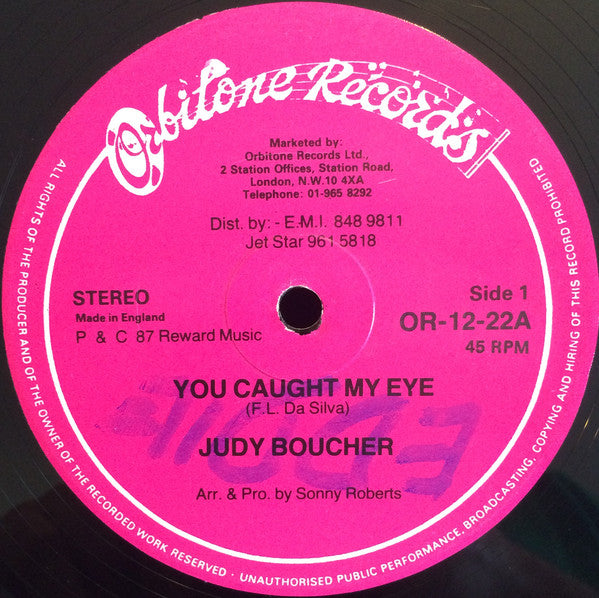 Orbitone Records
Marketed by:
Orbitone Records Ltd.,
2 Station Offices, Station Road,
London, N.W.10 4XA
Telephone: 01-965 8292
Dist. by: - E.M.I. 848 9811
Jet Star 961 5818
STEREO
Made in England
P & C 87 Reward Music
Side 1
OR-12-22A
45 RPM
YOU CAUGHT MY EYE
(F.L. Da Silva)
JUDY BOUCHER
Arr. & Pro. by Sonny Roberts
ALL RIGHTS OF THE PRODUCER AND OF THE OWNER OF THE RECORDED WORK RESERVED · UNAUTHORISED PUBLIC PERFORMANCE, BROADCASTING, COPYING AND HIRING OF THIS RECORD PROHIBITED